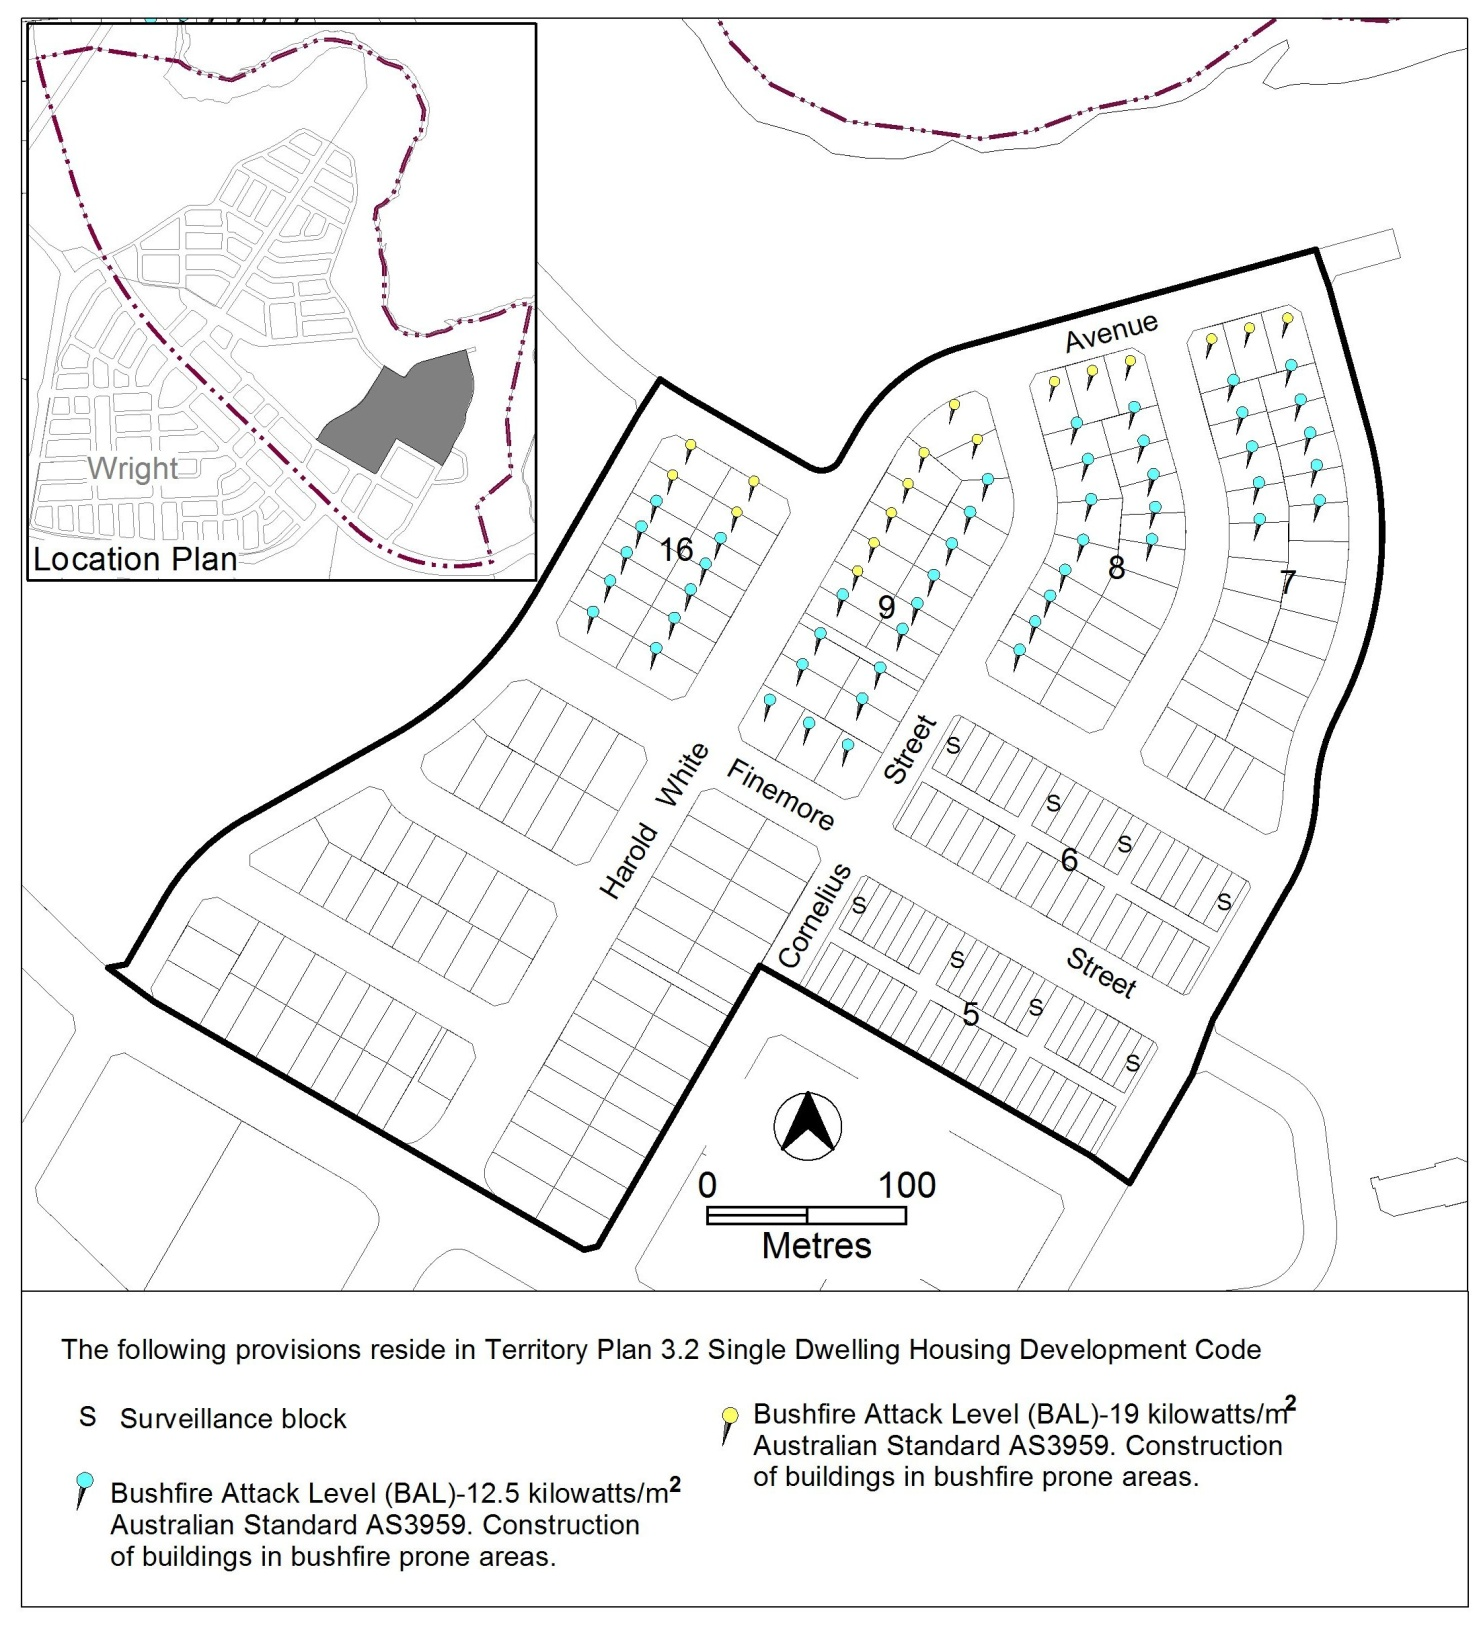 Wright
Location Plan
Avenue
16
9
8
7
Harold White
Finemore
Street
S
S
S
S
6
Cornelius
S
S
S
S
5
Street
0 100
Metres
The following provisions reside in Territory Plan 3.2 Single Dwelling Housing Development Code
S Surveillance block
Bushfire Attack Level (BAL)-12.5 kilowatts/m²
Australian Standard AS3959. Construction
of buildings in bushfire prone areas.
Bushfire Attack Level (BAL)-19 kilowatts/m²
Australian Standard AS3959. Construction
of buildings in bushfire prone areas.